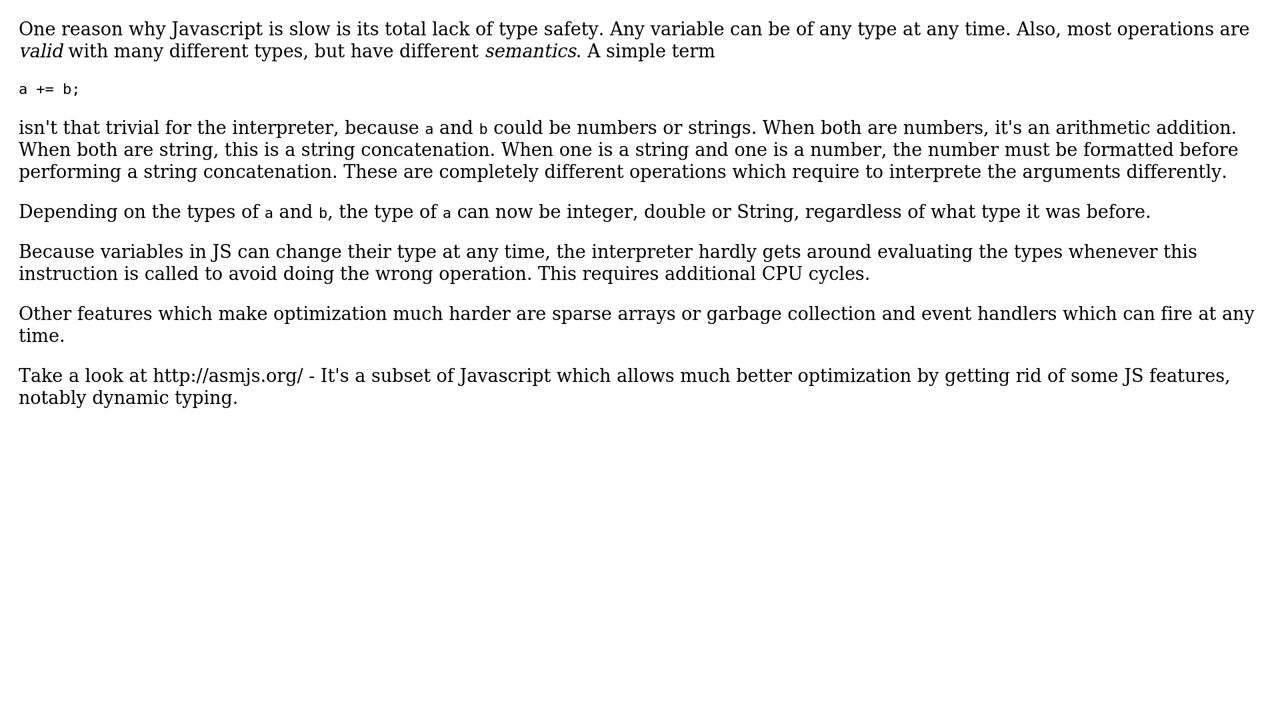 One reason why Javascript is slow is its total lack of type safety. Any variable can be of any type at any time. Also, most operations are
valid with many different types, but have different semantics. A simple term
a += b;
isn't that trivial for the interpreter, because a and b could be numbers or strings. When both are numbers, it's an arithmetic addition.
When both are string, this is a string concatenation. When one is a string and one is a number, the number must be formatted before
performing a string concatenation. These are completely different operations which require to interprete the arguments differently.
Depending on the types of a and b, the type of a can now be integer, double or String, regardless of what type it was before.
Because variables in JS can change their type at any time, the interpreter hardly gets around evaluating the types whenever this
instruction is called to avoid doing the wrong operation. This requires additional CPU cycles.
Other features which make optimization much harder are sparse arrays or garbage collection and event handlers which can fire at any
time.
Take a look at http://asmjs.org/ - It's a subset of Javascript which allows much better optimization by getting rid of some JS features,
notably dynamic typing.